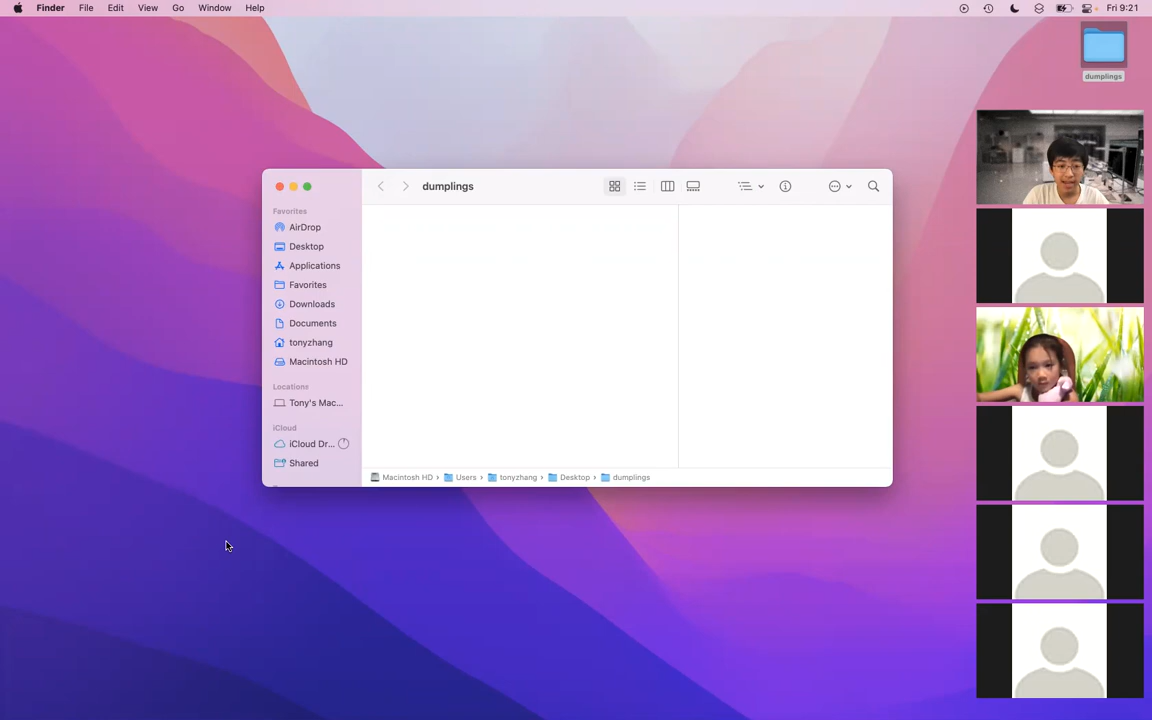 Finder File Edit View Go Window Help Fri 9:21
dumplings
dumplings
Favorites
AirDrop
Desktop
Applications
Favorites
Downloads
Documents
tonyzhang
Macintosh HD
Locations
Tony's Mac...
iCloud
iCloud Dr...
Shared
Macintosh HD › Users › tonyzhang › Desktop › dumplings